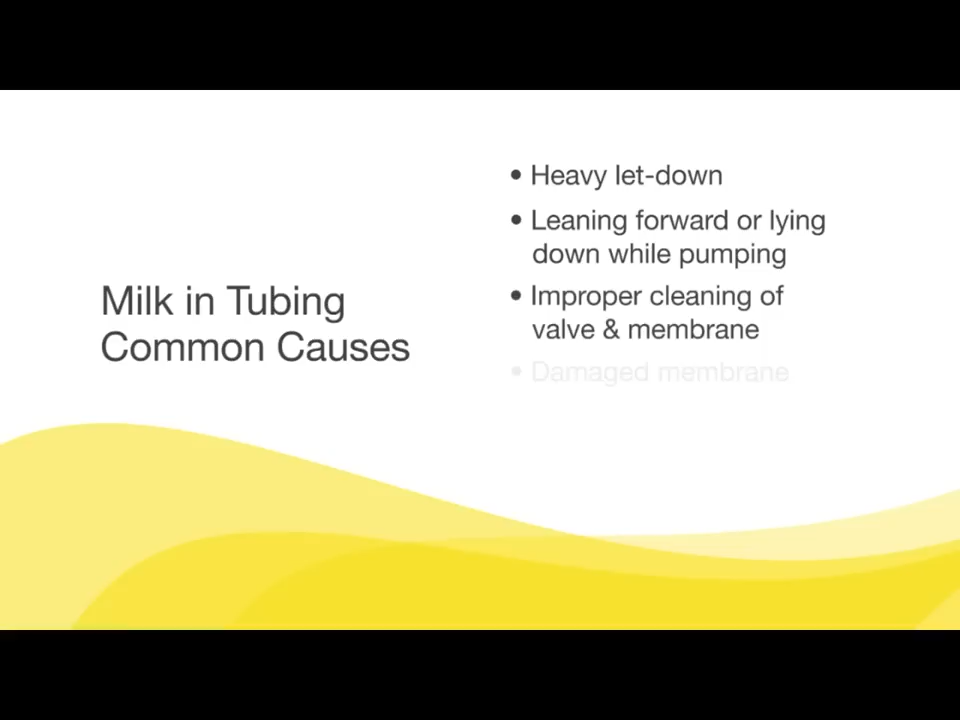 Milk in Tubing
Common Causes
• Heavy let-down
• Leaning forward or lying
down while pumping
• Improper cleaning of
valve & membrane
• Damaged membrane